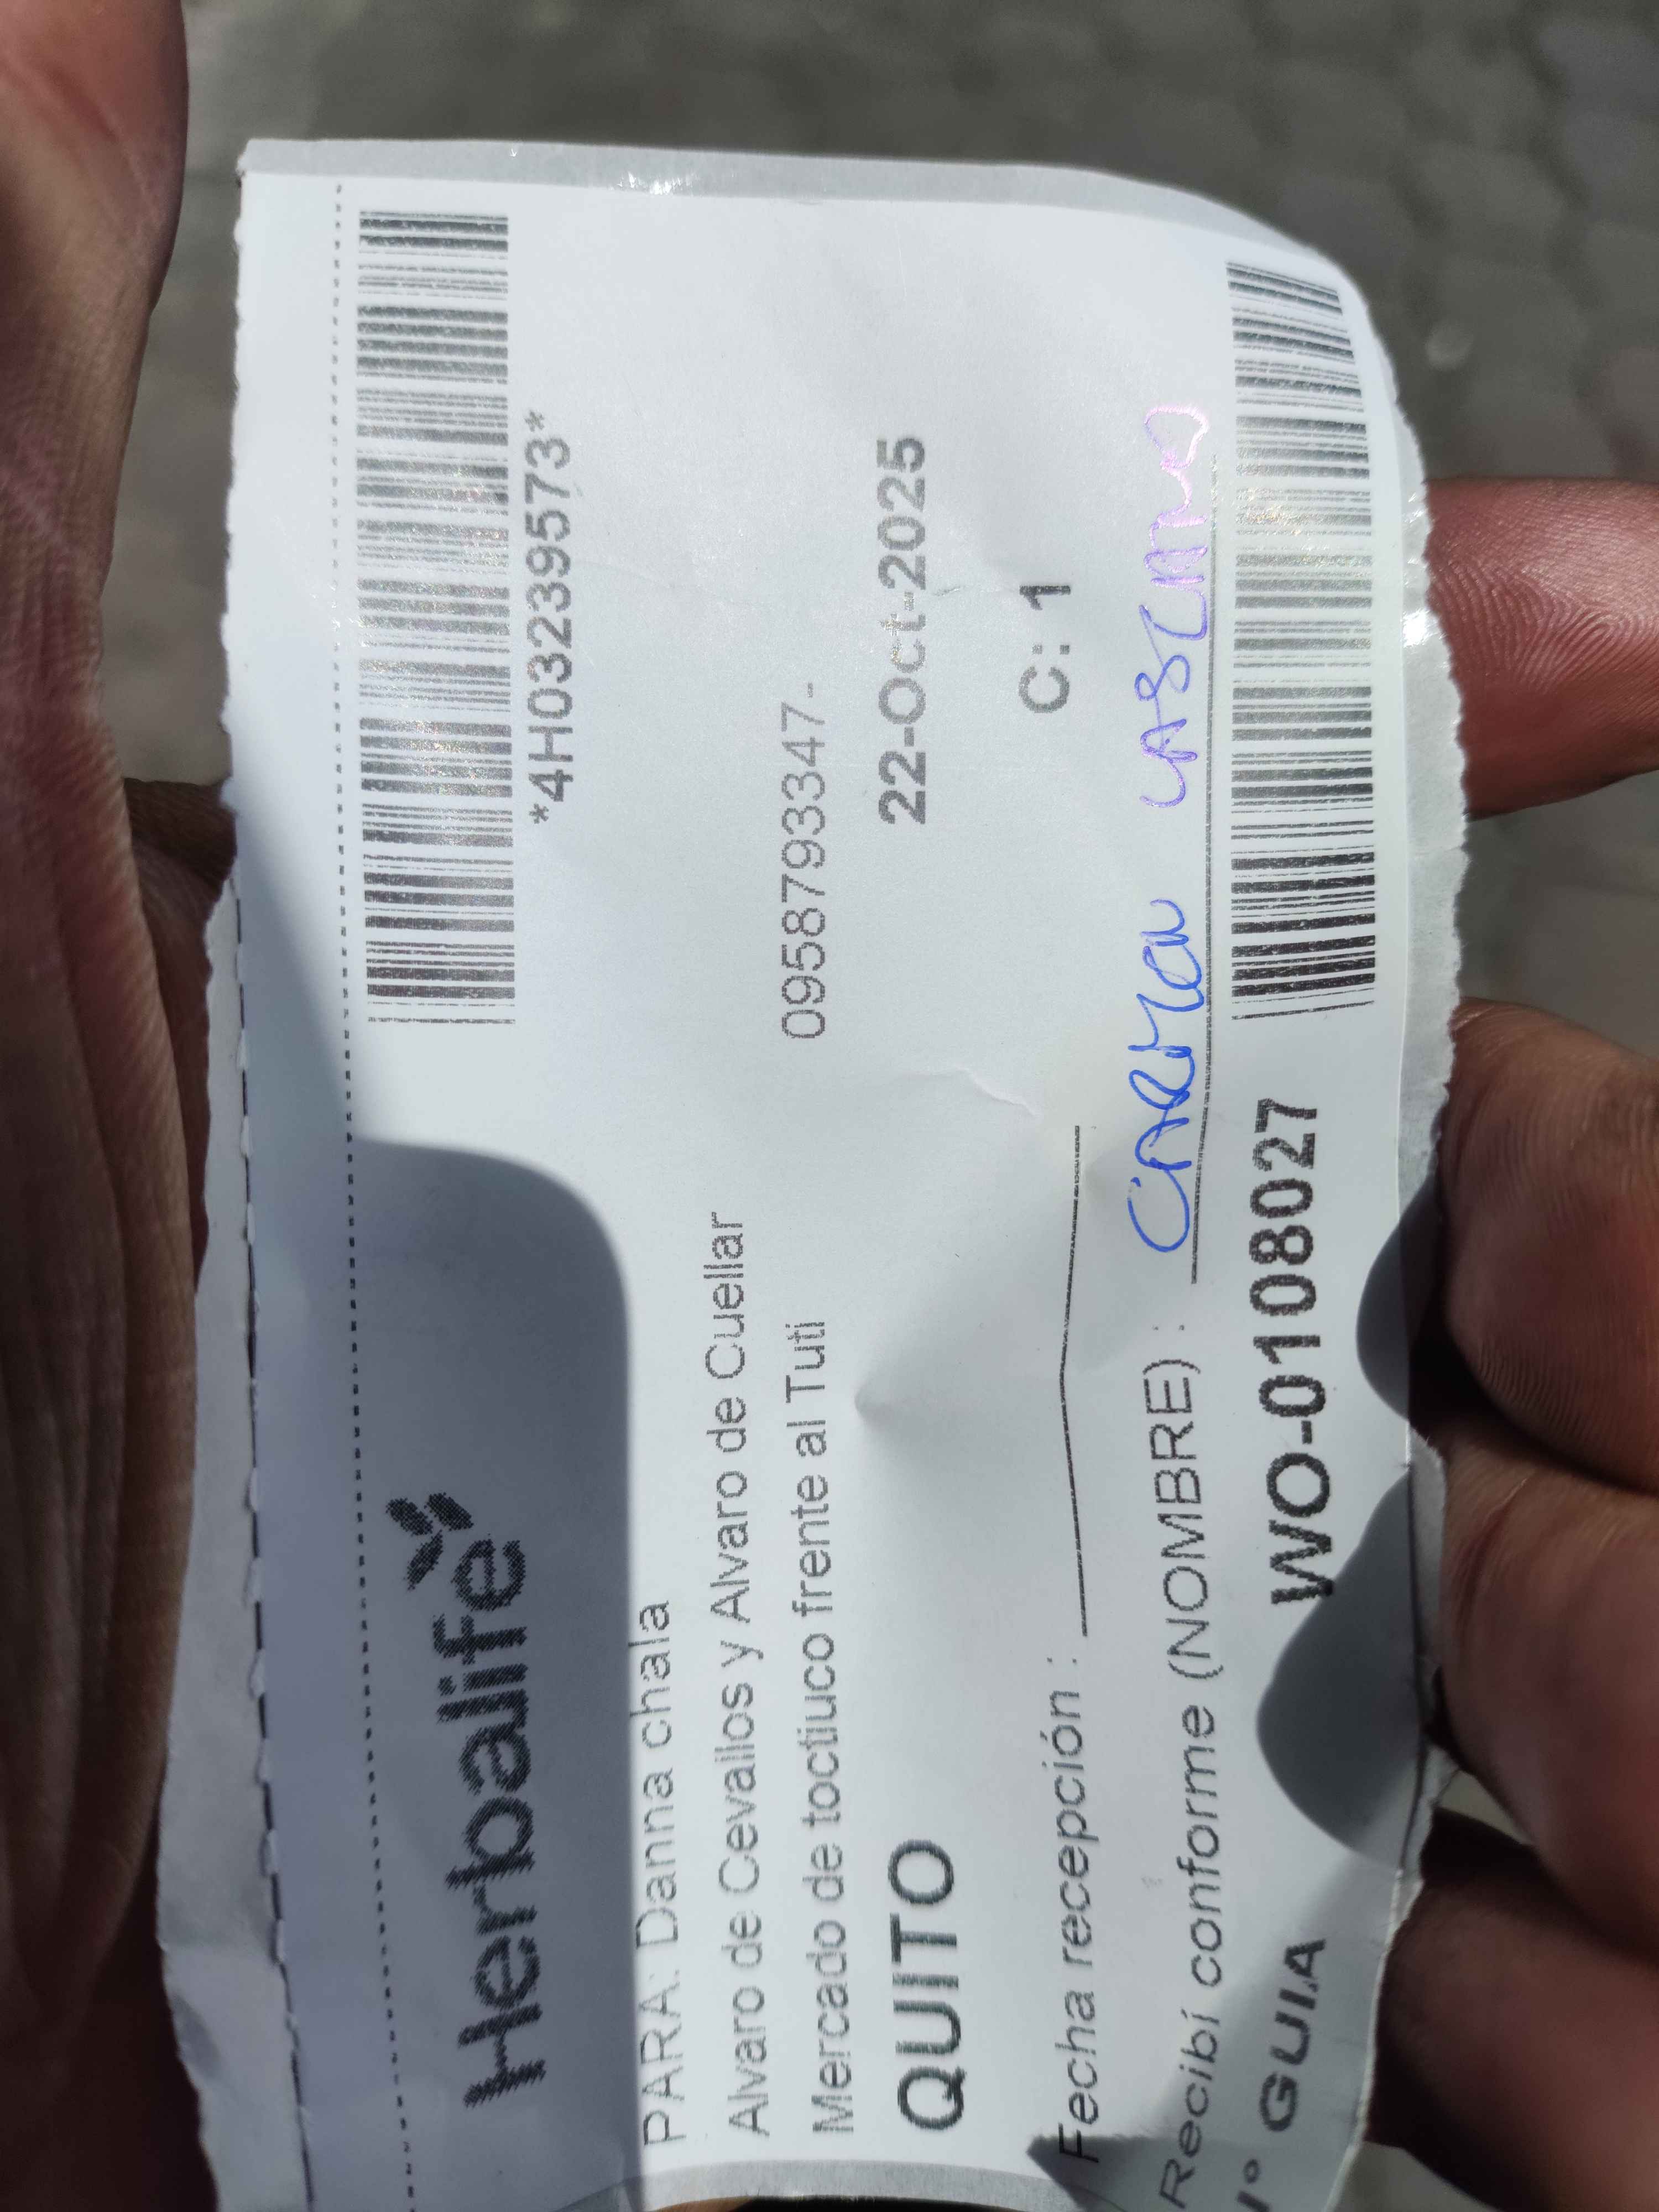 Herbalife
*4H03239573*
PARA: Danna chala
Alvaro de Cevallos y Alvaro de Cuellar
Mercado de toctiuco frente al Tuti
0958793347-
QUITO
22-Oct-2025
C: 1
Fecha recepción :
Recibí conforme (NOMBRE) : CARMEN
N° GUIA WO-0108027